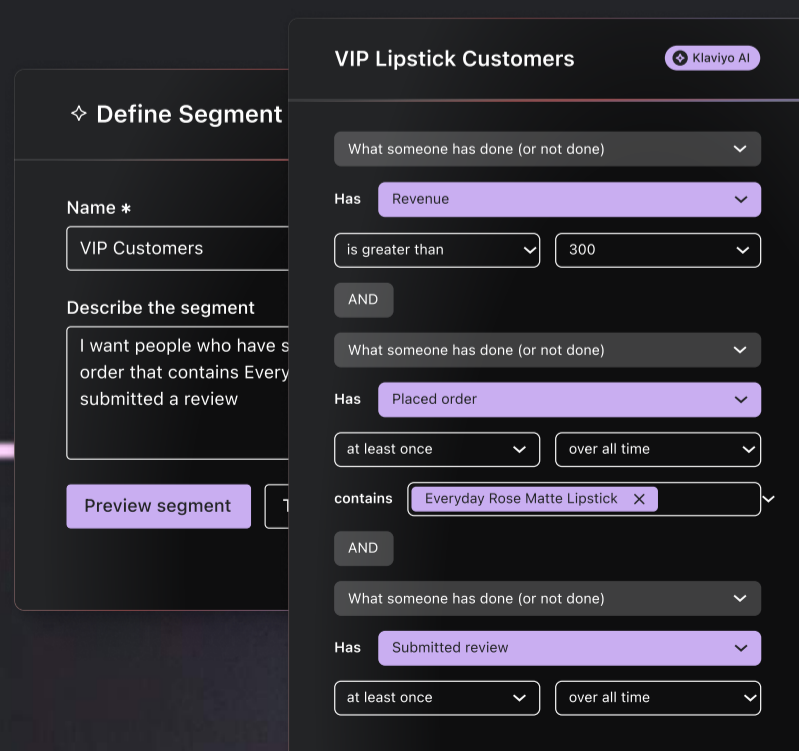 Define Segment
Name *
VIP Customers
Describe the segment
I want people who have
order that contains
submitted a review
Preview segment
VIP Lipstick Customers
Klaviyo AI
What someone has done (or not done)
Has Revenue
is greater than 300
AND
What someone has done (or not done)
Has Placed order
at least once over all time
contains Everyday Rose Matte Lipstick
AND
What someone has done (or not done)
Has Submitted review
at least once over all time